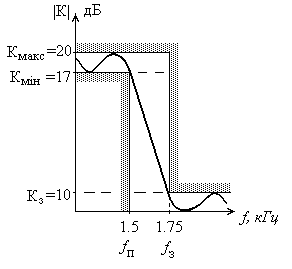 |K| дБ
Kмакс=20
Kмін=17
Kз=10
1.5 1.75
f, кГц
fп fз